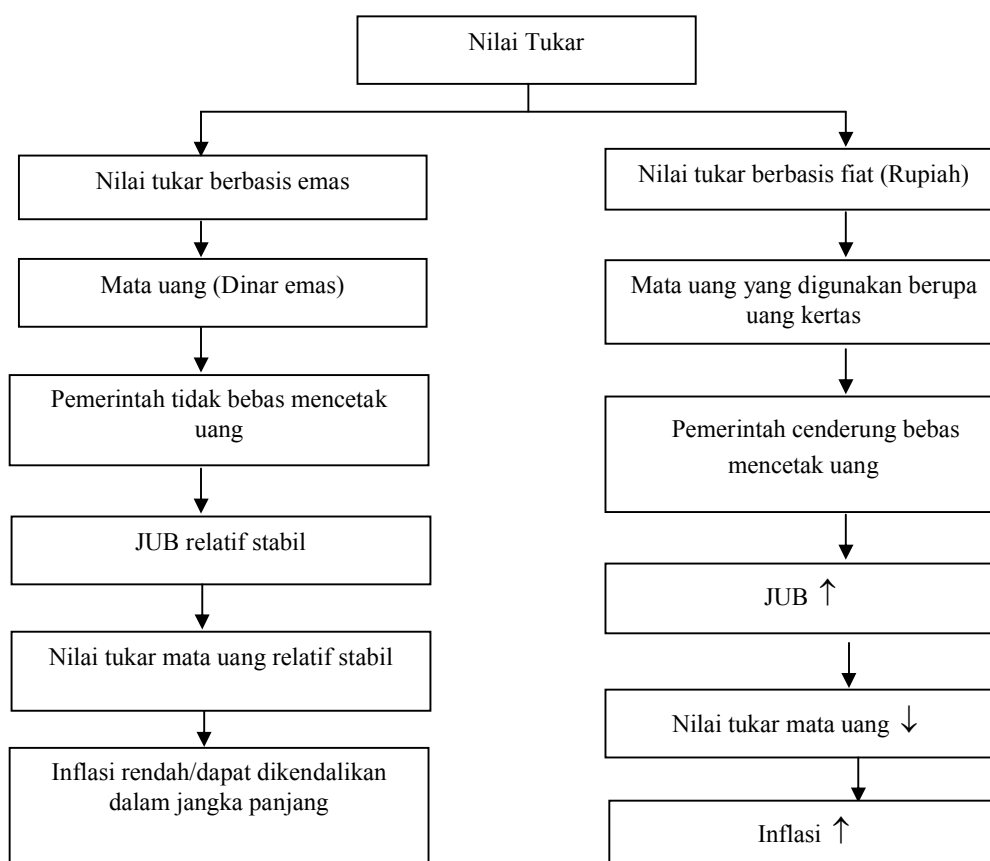 Nilai Tukar
Nilai tukar berbasis emas
Mata uang (Dinar emas)
Pemerintah tidak bebas mencetak
uang
JUB relatif stabil
Nilai tukar mata uang relatif stabil
Inflasi rendah/dapat dikendalikan
dalam jangka panjang
Nilai tukar berbasis fiat (Rupiah)
Mata uang yang digunakan berupa
uang kertas
Pemerintah cenderung bebas
mencetak uang
JUB ↑
Nilai tukar mata uang ↓
Inflasi ↑